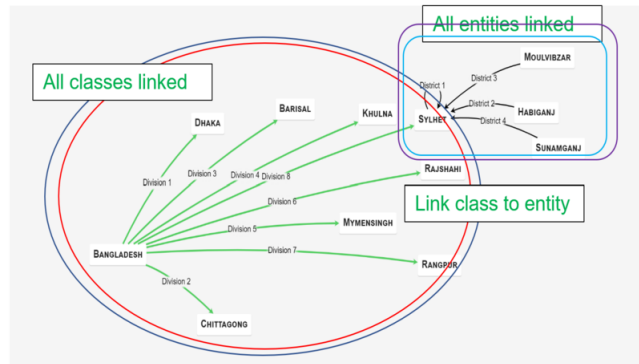 All entities linked
MOULVIBZAR
District 3
All classes linked
District 1
BARISAL
KHULNA
District 2
HABIGANJ
DHAKA
SYLHET
District 4
SUNAMGANJ
RAJSHAHI
Division 4
Division 8
Division 3
Division 1
Division 6
Link class to entity
MYMENSINGH
Division 5
BANGLADESH
Division 7
RANGPUR
Division 2
CHITTAGONG